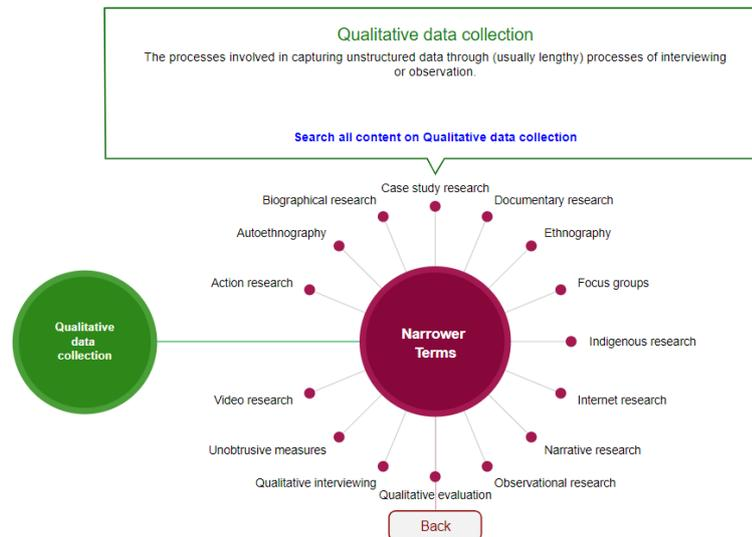 Qualitative data collection
The processes involved in capturing unstructured data through (usually lengthy) processes of interviewing
or observation.
Search all content on Qualitative data collection
Case study research
Biographical research
Documentary research
Autoethnography
Ethnography
Action research
Focus groups
Qualitative
data
collection
Narrower
Terms
Indigenous research
Video research
Internet research
Unobtrusive measures
Narrative research
Qualitative interviewing
Observational research
Qualitative evaluation
Back